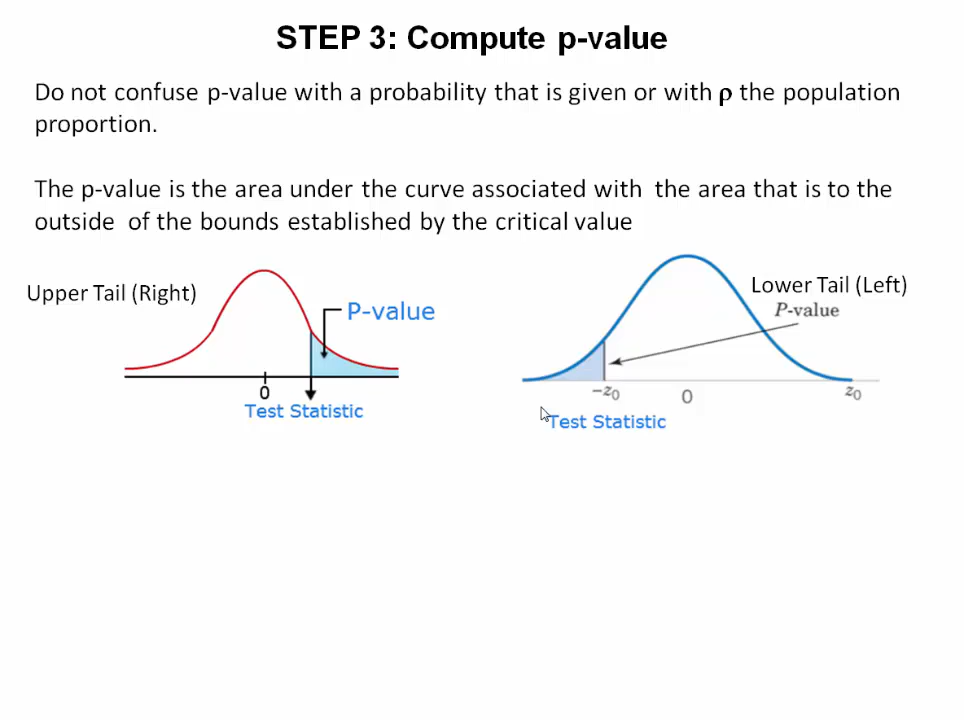 STEP 3: Compute p-value
Do not confuse p-value with a probability that is given or with ρ the population
proportion.
The p-value is the area under the curve associated with the area that is to the
outside of the bounds established by the critical value
Upper Tail (Right)
P-value
0
Test Statistic
Lower Tail (Left)
P-value
−z0
0
z0
Test Statistic